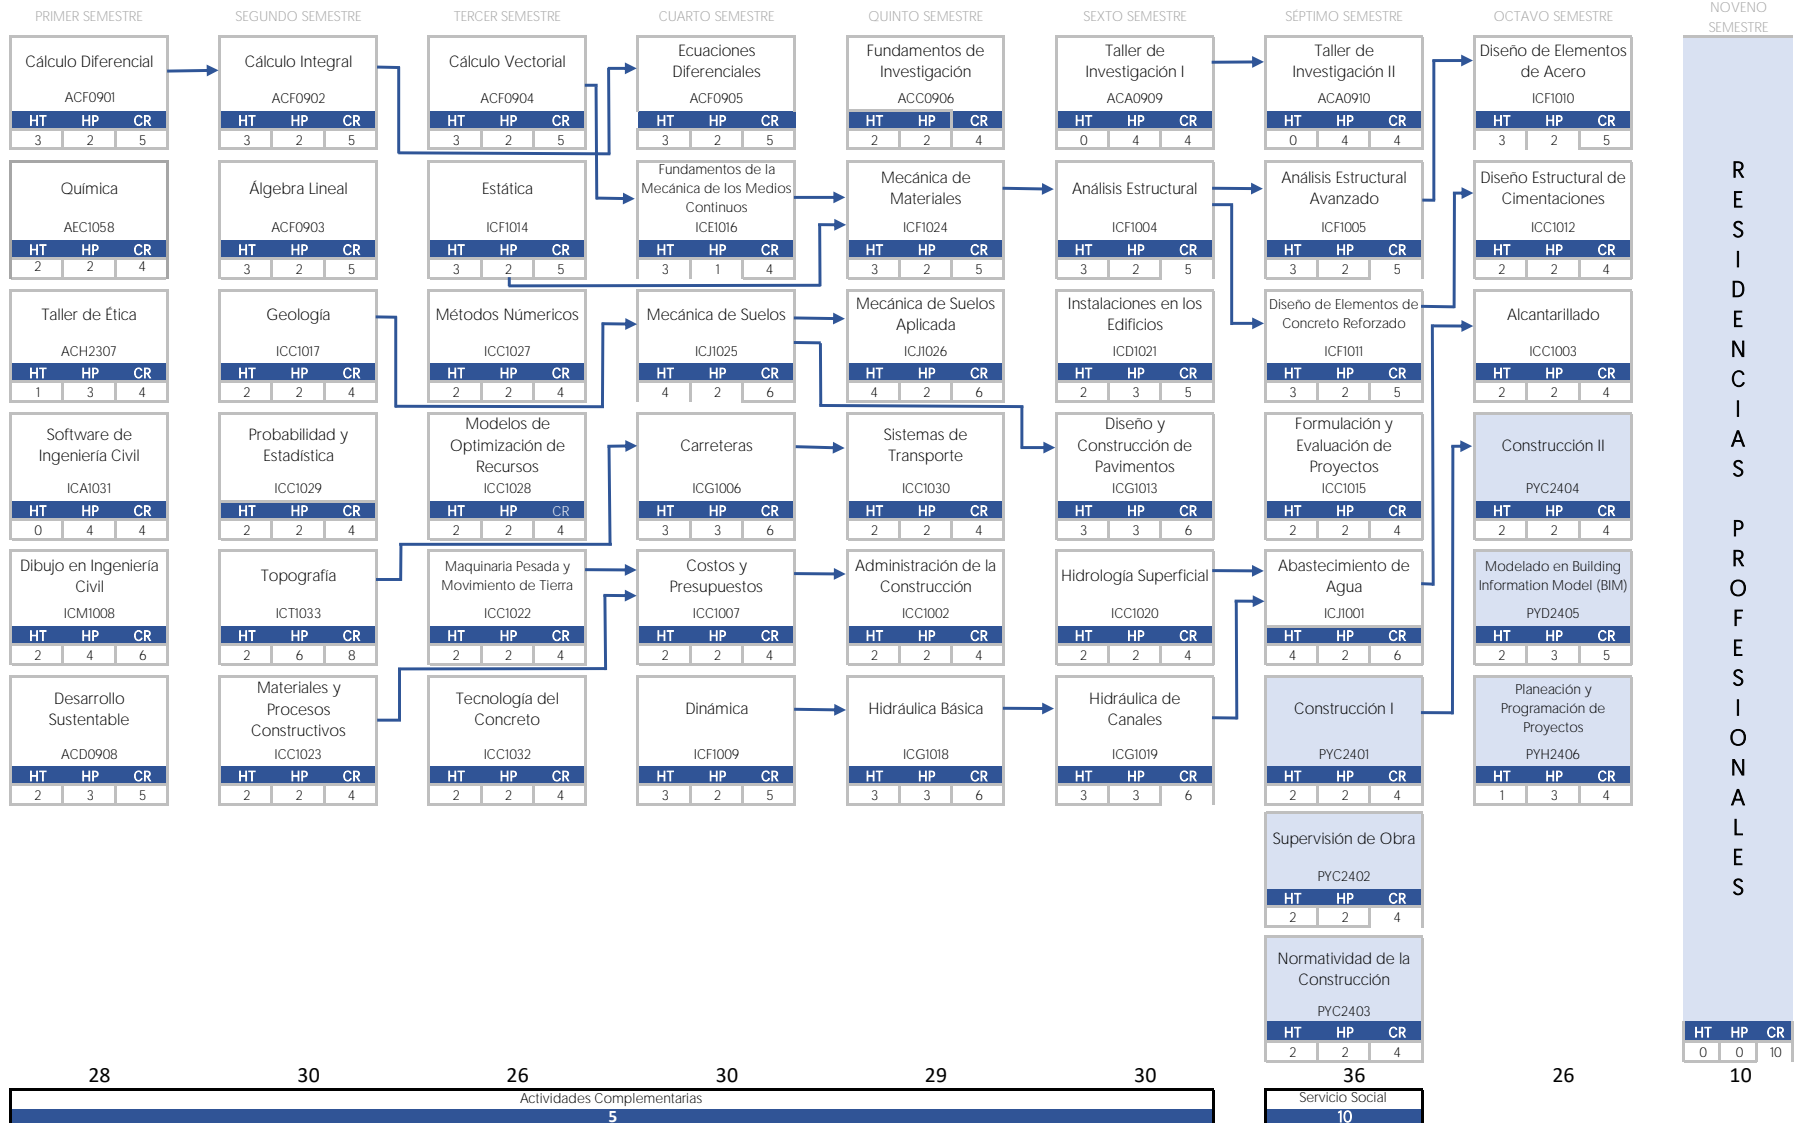 PRIMER SEMESTRE
Cálculo Diferencial
ACF0901
HT HP CR
3 2 5
Química
AEC1058
HT HP CR
2 2 4
Taller de Ética
ACH2307
HT HP CR
1 3 4
Software de
Ingeniería Civil
ICA1031
HT HP CR
0 4 4
Dibujo en Ingeniería
Civil
ICM1008
HT HP CR
2 4 6
Desarrollo
Sustentable
ACD0908
HT HP CR
2 3 5
28
SEGUNDO SEMESTRE
Cálculo Integral
ACF0902
HT HP CR
3 2 5
Álgebra Lineal
ACF0903
HT HP CR
3 2 5
Geología
ICC1017
HT HP CR
2 2 4
Probabilidad y
Estadística
ICC1029
HT HP CR
2 2 4
Topografía
ICT1033
HT HP CR
2 6 8
Materiales y
Procesos
Constructivos
ICC1023
HT HP CR
2 2 4
30
TERCER SEMESTRE
Cálculo Vectorial
ACF0904
HT HP CR
3 2 5
Estática
ICF1014
HT HP CR
3 2 5
Métodos Númericos
ICC1027
HT HP CR
2 2 4
Modelos de
Optimización de
Recursos
ICC1028
HT HP CR
2 2 4
Maquinaria Pesada y
Movimiento de Tierra
ICC1022
HT HP CR
2 2 4
Tecnología del
Concreto
ICC1032
HT HP CR
2 2 4
26
CUARTO SEMESTRE
Ecuaciones
Diferenciales
ACF0905
HT HP CR
3 2 5
Fundamentos de la
Mecánica de los Medios
Continuos
ICE1016
HT HP CR
3 1 4
Mecánica de Suelos
ICJ1025
HT HP CR
4 2 6
Carreteras
ICG1006
HT HP CR
3 3 6
Costos y
Presupuestos
ICC1007
HT HP CR
2 2 4
Dinámica
ICF1009
HT HP CR
3 2 5
30
QUINTO SEMESTRE
Fundamentos de
Investigación
ACC0906
HT HP CR
2 2 4
Mecánica de
Materiales
ICF1024
HT HP CR
3 2 5
Mecánica de Suelos
Aplicada
ICJ1026
HT HP CR
4 2 6
Sistemas de
Transporte
ICC1030
HT HP CR
2 2 4
Administración de la
Construcción
ICC1002
HT HP CR
2 2 4
Hidráulica Básica
ICG1018
HT HP CR
3 3 6
29
SEXTO SEMESTRE
Taller de
Investigación I
ACA0909
HT HP CR
0 4 4
Análisis Estructural
ICF1004
HT HP CR
3 2 5
Instalaciones en los
Edificios
ICD1021
HT HP CR
2 3 5
Diseño y
Construcción de
Pavimentos
ICG1013
HT HP CR
3 3 6
Hidrología Superficial
ICC1020
HT HP CR
2 2 4
Hidráulica de
Canales
ICG1019
HT HP CR
3 3 6
30
SÉPTIMO SEMESTRE
Taller de
Investigación II
ACA0910
HT HP CR
0 4 4
Análisis Estructural
Avanzado
ICF1005
HT HP CR
3 2 5
Diseño de Elementos de
Concreto Reforzado
ICF1011
HT HP CR
3 2 5
Formulación y
Evaluación de
Proyectos
ICC1015
HT HP CR
2 2 4
Abastecimiento de
Agua
ICJ1001
HT HP CR
4 2 6
Construcción I
PYC2401
HT HP CR
2 2 4
Supervisión de Obra
PYC2402
HT HP CR
2 2 4
Normatividad de la
Construcción
PYC2403
HT HP CR
2 2 4
36
OCTAVO SEMESTRE
Diseño de Elementos
de Acero
ICF1010
HT HP CR
3 2 5
Diseño Estructural de
Cimentaciones
ICC1012
HT HP CR
2 2 4
Alcantarillado
ICC1003
HT HP CR
2 2 4
Construcción II
PYC2404
HT HP CR
2 2 4
Modelado en Building
Information Model (BIM)
PYD2405
HT HP CR
2 3 5
Planeación y
Programación de
Proyectos
PYH2406
HT HP CR
1 3 4
26
NOVENO
SEMESTRE
RESIDENCIAS PROFESIONALES
HT HP CR
0 0 10
10
Actividades Complementarias
5
Servicio Social
10